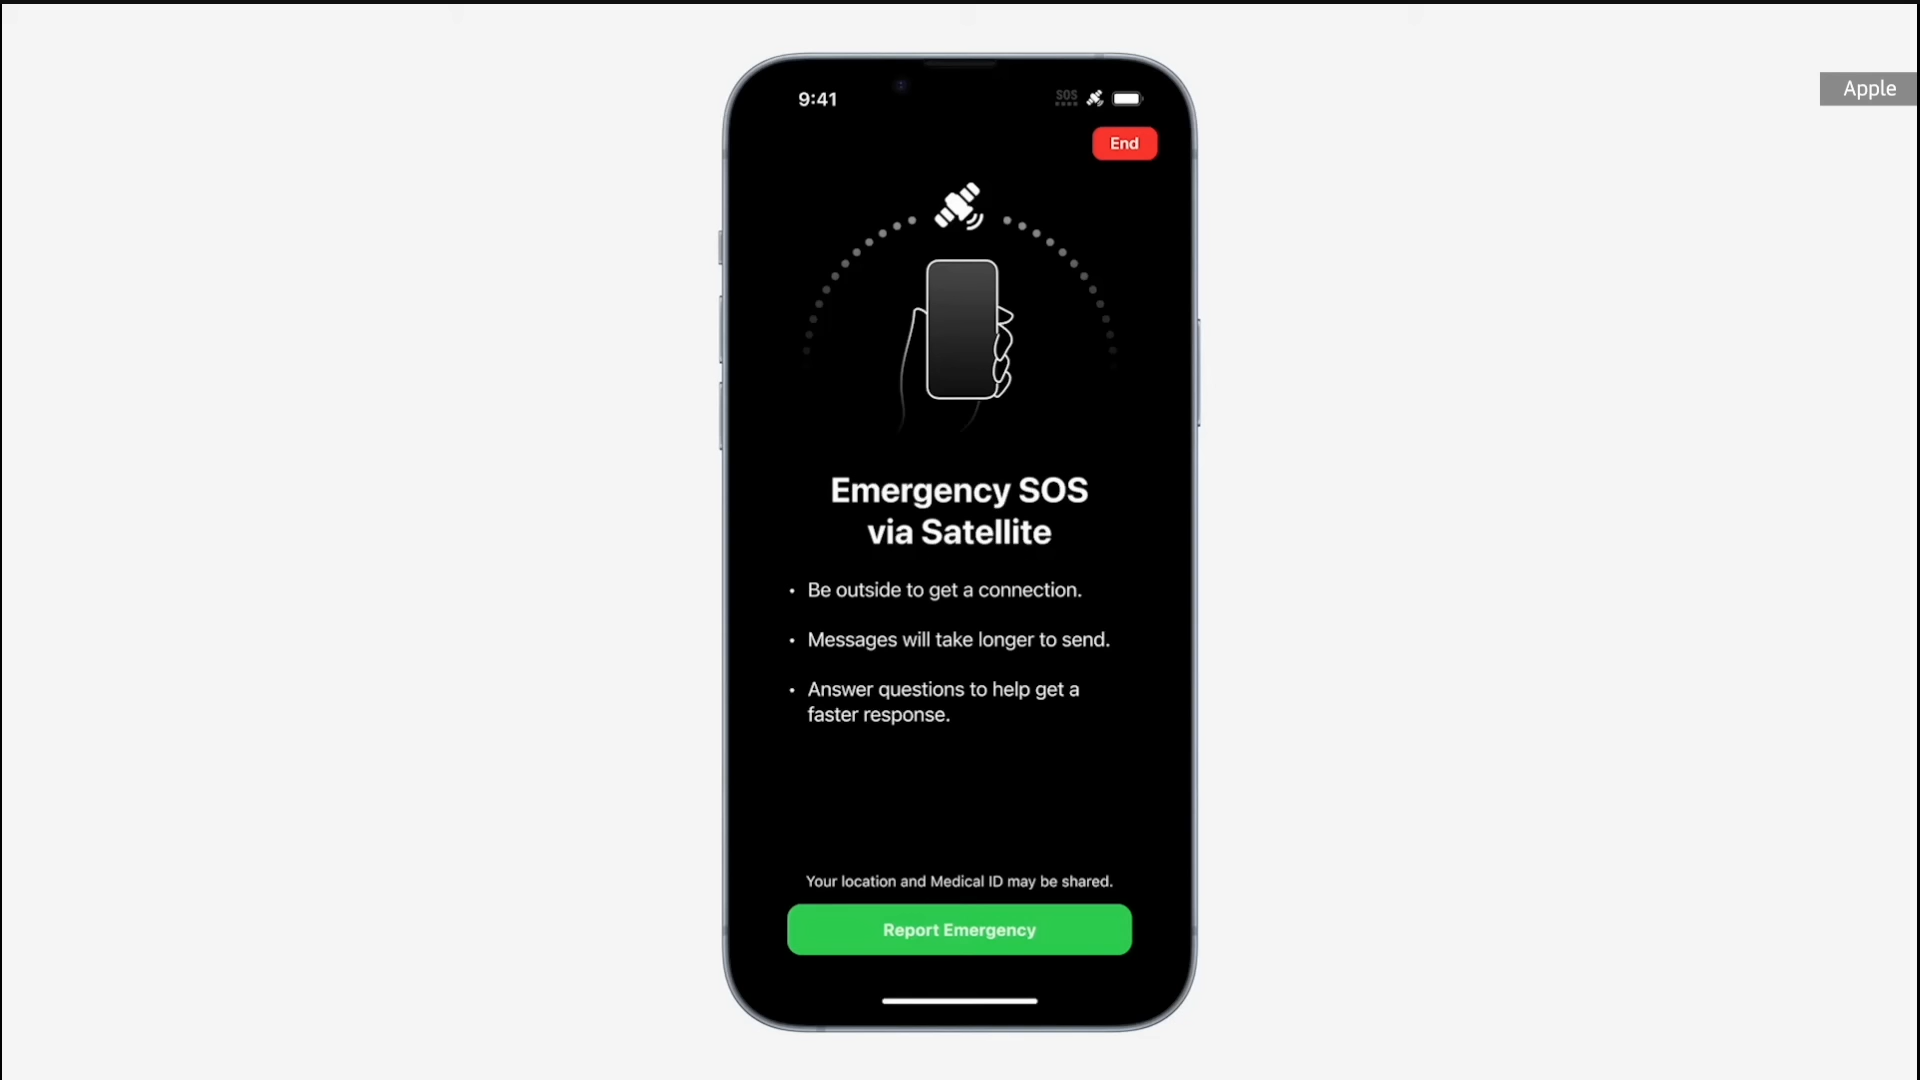 9:41
SOS
Apple
End
Emergency SOS
via Satellite
• Be outside to get a connection.
• Messages will take longer to send.
• Answer questions to help get a
faster response.
Your location and Medical ID may be shared.
Report Emergency